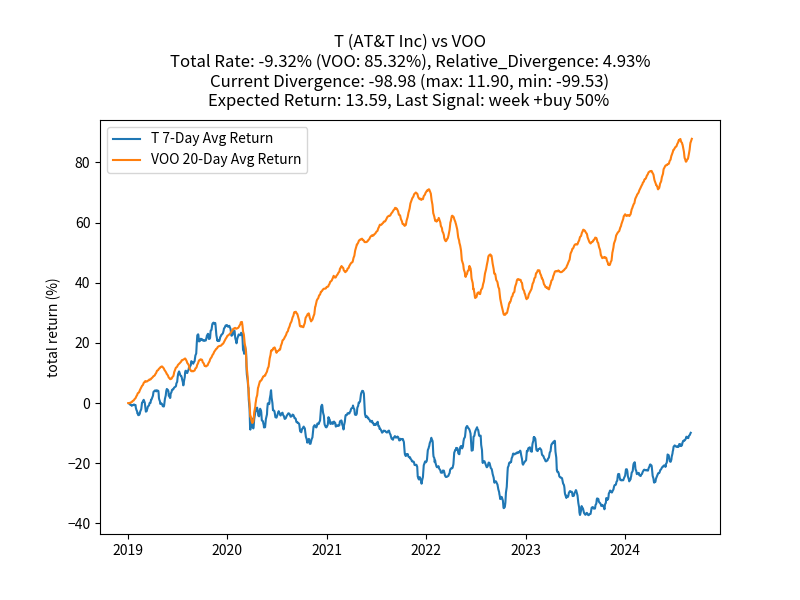 T (AT&T Inc) vs VOO
Total Rate: -9.32% (VOO: 85.32%), Relative_Divergence: 4.93%
Current Divergence: -98.98 (max: 11.90, min: -99.53)
Expected Return: 13.59, Last Signal: week +buy 50%
T 7-Day Avg Return
VOO 20-Day Avg Return
total return (%)
80
60
40
20
0
−20
−40
2019 2020 2021 2022 2023 2024